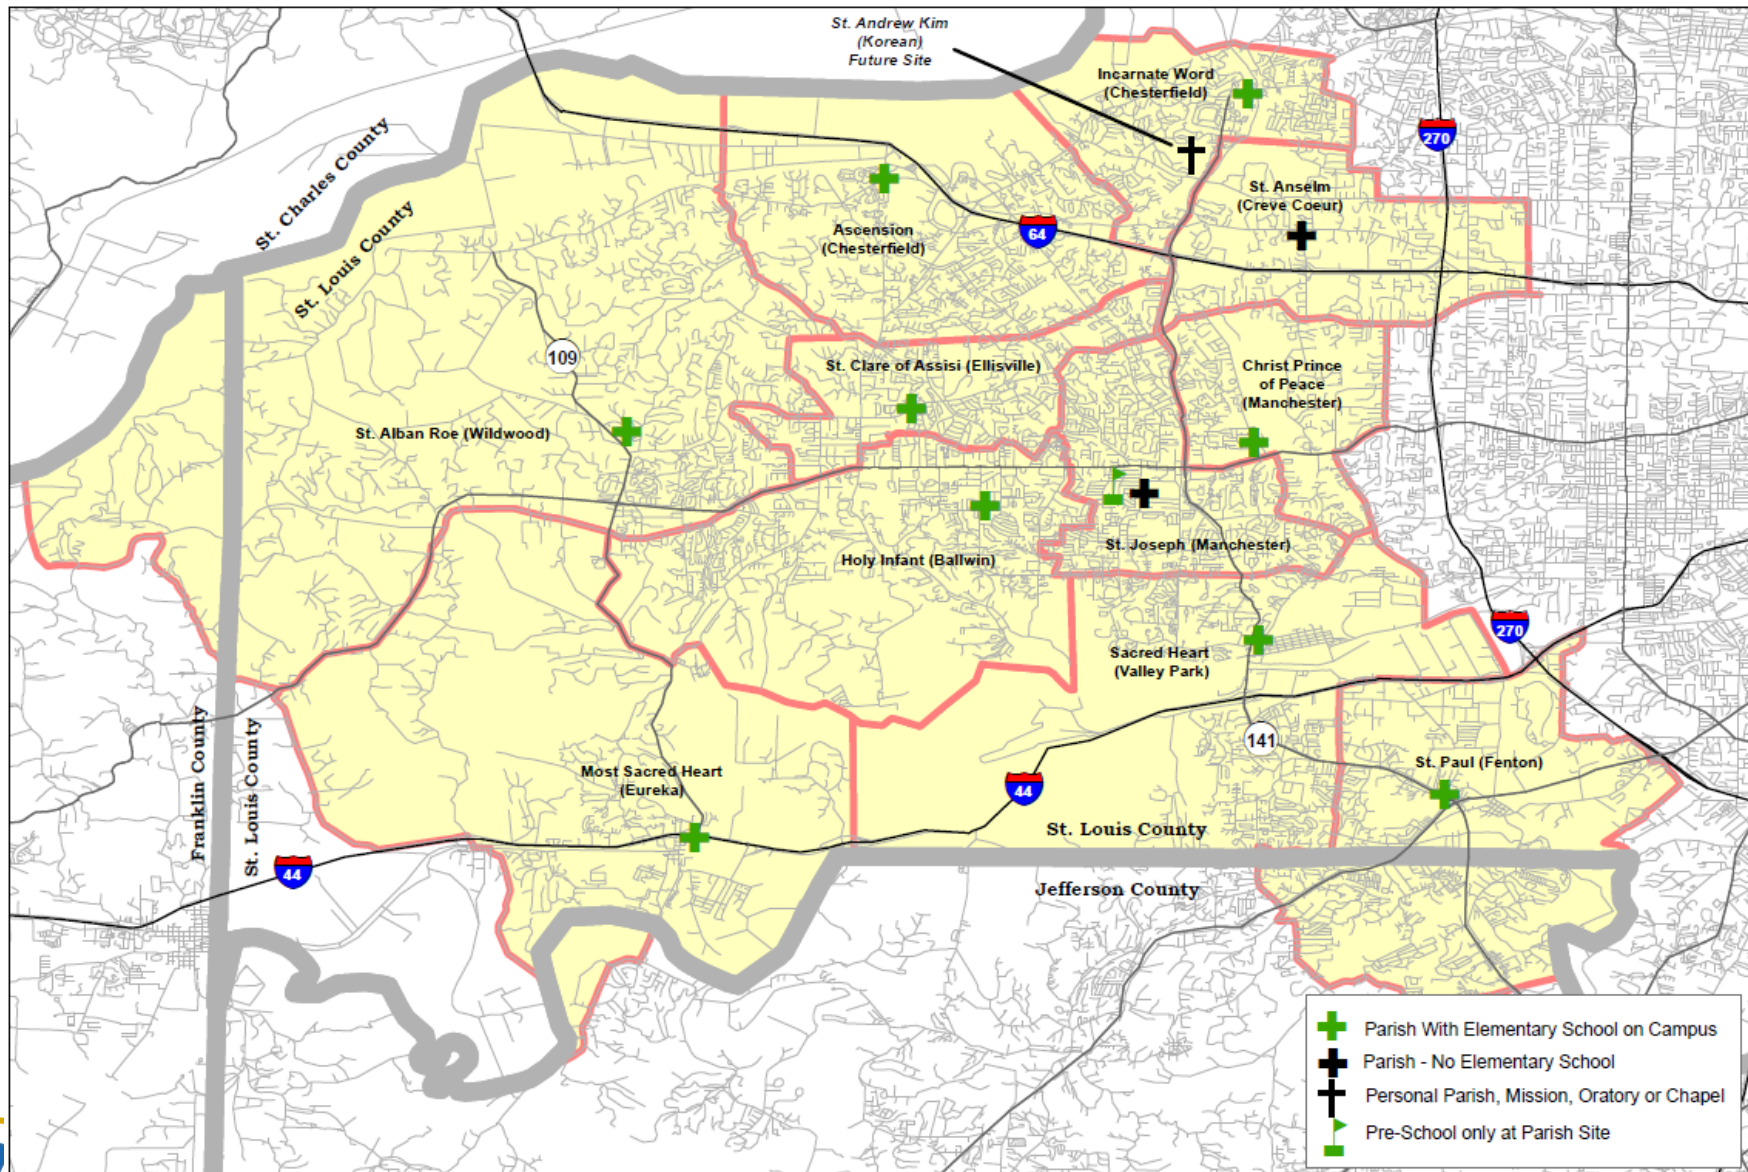 St. Andrew Kim
(Korean)
Future Site
Incarnate Word
(Chesterfield)
270
St. Charles County
St. Louis County
St. Anselm
(Creve Coeur)
Ascension
(Chesterfield)
64
109
St. Clare of Assisi (Ellisville)
Christ Prince
of Peace
(Manchester)
St. Alban Roe (Wildwood)
Holy Infant (Ballwin)
St. Joseph (Manchester)
270
Sacred Heart
(Valley Park)
Franklin County
St. Louis County
141
St. Paul (Fenton)
Most Sacred Heart
(Eureka)
44
St. Louis County
44
Jefferson County
Parish With Elementary School on Campus
Parish - No Elementary School
Personal Parish, Mission, Oratory or Chapel
Pre-School only at Parish Site